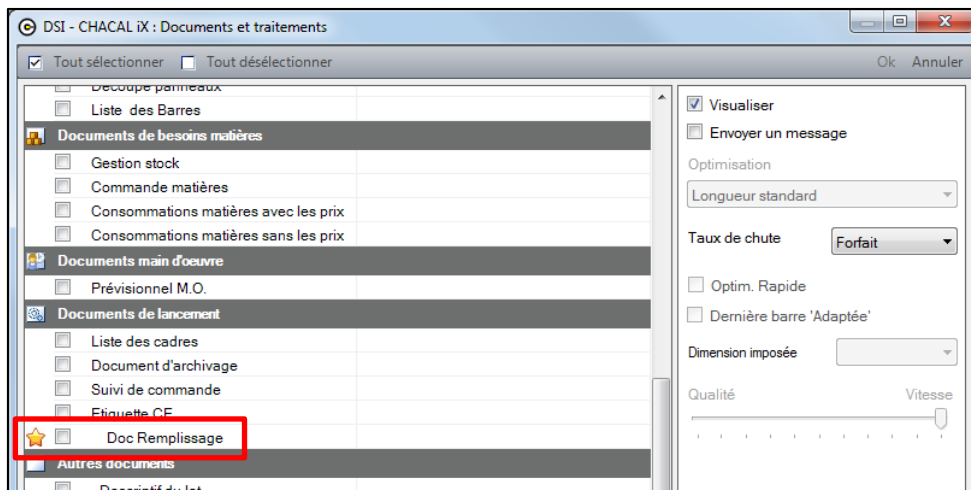 DSI - CHACAL iX : Documents et traitements
Tout sélectionner Tout désélectionner Ok Annuler
Découpe panneaux
Liste des Barres
Documents de besoins matières
Gestion stock
Commande matières
Consommations matières avec les prix
Consommations matières sans les prix
Documents main d'oeuvre
Prévisionnel M.O.
Documents de lancement
Liste des cadres
Document d'archivage
Suivi de commande
Etiquette CE
Doc Remplissage
Autres documents
Descriptif du lot
Visualiser
Envoyer un message
Optimisation
Longueur standard
Taux de chute Forfait
Optim. Rapide
Dernière barre 'Adaptée'
Dimension imposée
Qualité Vitesse